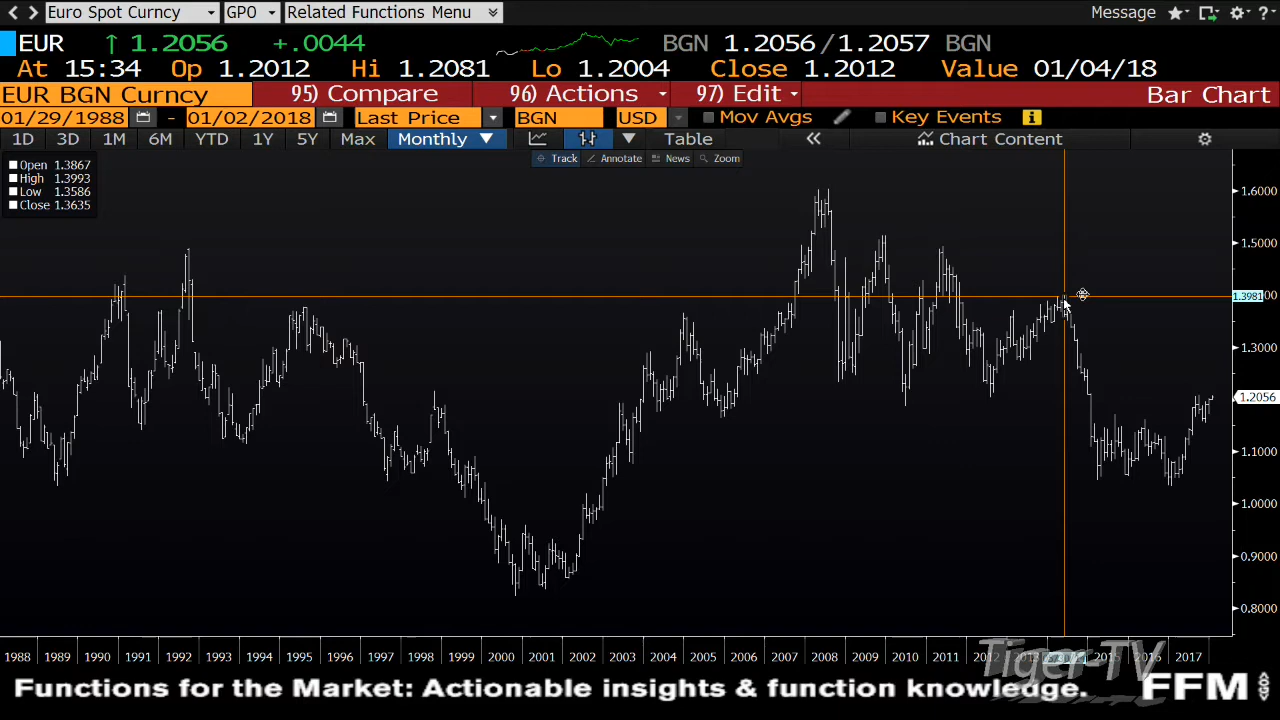 Euro Spot Curncy GPO Related Functions Menu Message ?
EUR ↑ 1.2056 +.0044 BGN 1.2056/1.2057 BGN
At 15:34 Op 1.2012 Hi 1.2081 Lo 1.2004 Close 1.2012 Value 01/04/18
EUR BGN Curncy 95) Compare 96) Actions 97) Edit Bar Chart
01/29/1988 - 01/02/2018 Last Price BGN USD Mov Avgs Key Events
1D 3D 1M 6M YTD 1Y 5Y Max Monthly ▼ Table « Chart Content
Track Annotate News Zoom
Open 1.3867
High 1.3993
Low 1.3586
Close 1.3635
1.6000
1.5000
1.3981
1.3000
1.2056
1.1000
1.0000
0.9000
0.8000
1988 1989 1990 1991 1992 1993 1994 1995 1996 1997 1998 1999 2000 2001 2002 2003 2004 2005 2006 2007 2008 2009 2010 2011 2012 2015 2016 2017
Tiger-TV
Functions for the Market: Actionable insights & function knowledge. FFM